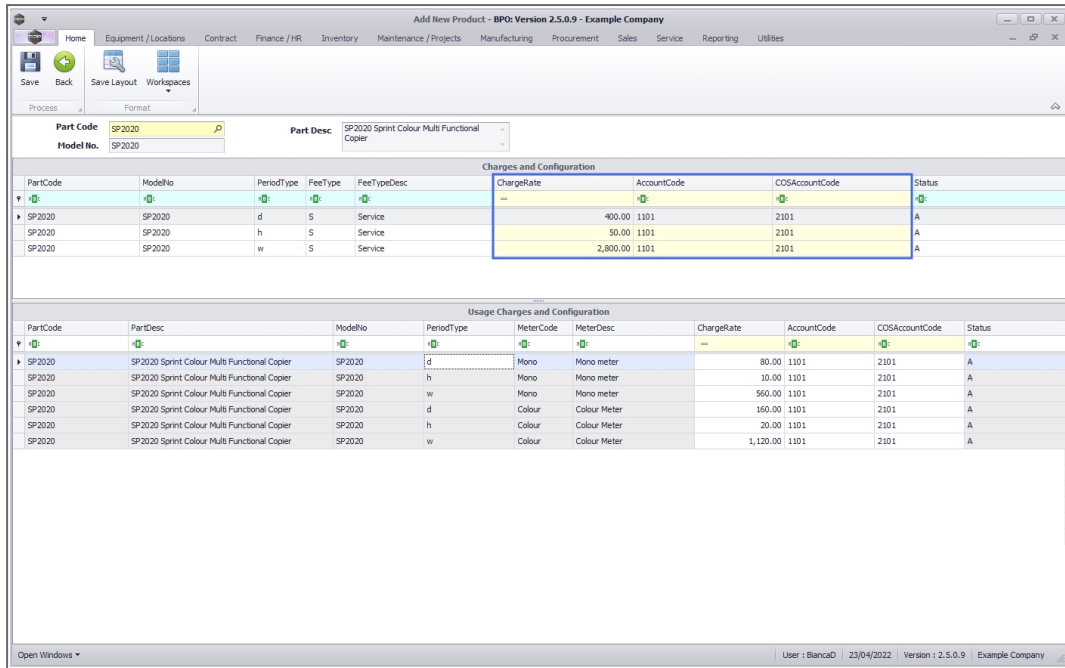 Add New Product - BPO: Version 2.5.0.9 - Example Company
Home Equipment / Locations Contract Finance / HR Inventory Maintenance / Projects Manufacturing Procurement Sales Service Reporting Utilities
Save Back Save Layout Workspaces
Process Format
Part Code SP2020 Part Desc SP2020 Sprint Colour Multi Functional
Copier
Model No. SP2020
Charges and Configuration
PartCode ModelNo PeriodType FeeType FeeTypeDesc ChargeRate AccountCode COSAccountCode Status
=
SP2020 SP2020 d S Service 400.00 1101 2101 A
SP2020 SP2020 h S Service 50.00 1101 2101 A
SP2020 SP2020 w S Service 2,800.00 1101 2101 A
Usage Charges and Configuration
PartCode PartDesc ModelNo PeriodType MeterCode MeterDesc ChargeRate AccountCode COSAccountCode Status
=
SP2020 SP2020 Sprint Colour Multi Functional Copier SP2020 d Mono Mono meter 80.00 1101 2101 A
SP2020 SP2020 Sprint Colour Multi Functional Copier SP2020 h Mono Mono meter 10.00 1101 2101 A
SP2020 SP2020 Sprint Colour Multi Functional Copier SP2020 w Mono Mono meter 560.00 1101 2101 A
SP2020 SP2020 Sprint Colour Multi Functional Copier SP2020 d Colour Colour Meter 160.00 1101 2101 A
SP2020 SP2020 Sprint Colour Multi Functional Copier SP2020 h Colour Colour Meter 20.00 1101 2101 A
SP2020 SP2020 Sprint Colour Multi Functional Copier SP2020 w Colour Colour Meter 1,120.00 1101 2101 A
Open Windows User : BiancaD 23/04/2022 Version : 2.5.0.9 Example Company